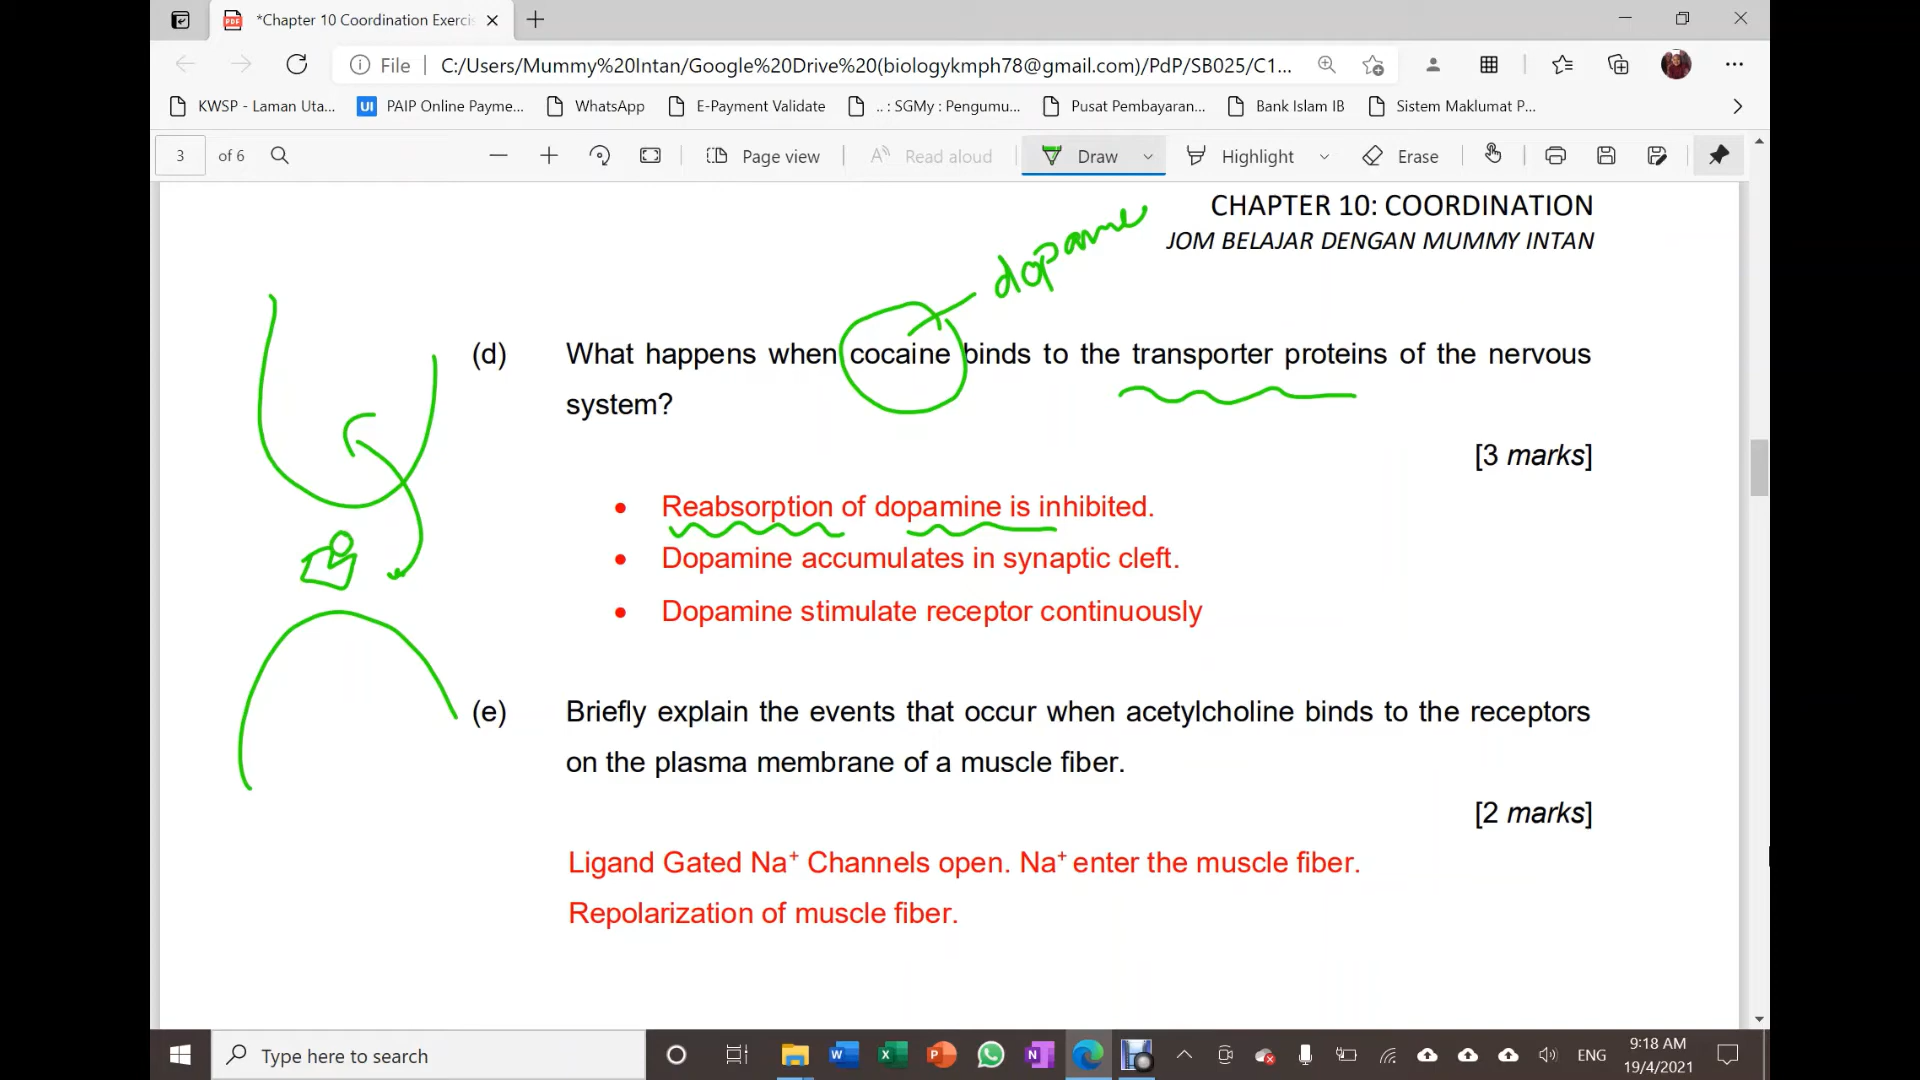 *Chapter 10 Coordination Exerci
File
C:/Users/Mummy%20Intan/Google%20Drive%20(biologykmph78@gmail.com)/PdP/SB025/C1...
KWSP - Laman Uta...
UI PAIP Online Payme...
WhatsApp
E-Payment Validate
.. : SGMy : Pengumu...
Pusat Pembayaran...
Bank Islam IB
Sistem Maklumat P...
3 of 6
Page view
Read aloud
Draw
Highlight
Erase
CHAPTER 10: COORDINATION
JOM BELAJAR DENGAN MUMMY INTAN
(d) What happens when cocaine binds to the transporter proteins of the nervous
system?
[3 marks]
• Reabsorption of dopamine is inhibited.
• Dopamine accumulates in synaptic cleft.
• Dopamine stimulate receptor continuously
(e) Briefly explain the events that occur when acetylcholine binds to the receptors
on the plasma membrane of a muscle fiber.
[2 marks]
Ligand Gated Na⁺ Channels open. Na⁺ enter the muscle fiber.
Repolarization of muscle fiber.
Type here to search
ENG
9:18 AM
19/4/2021